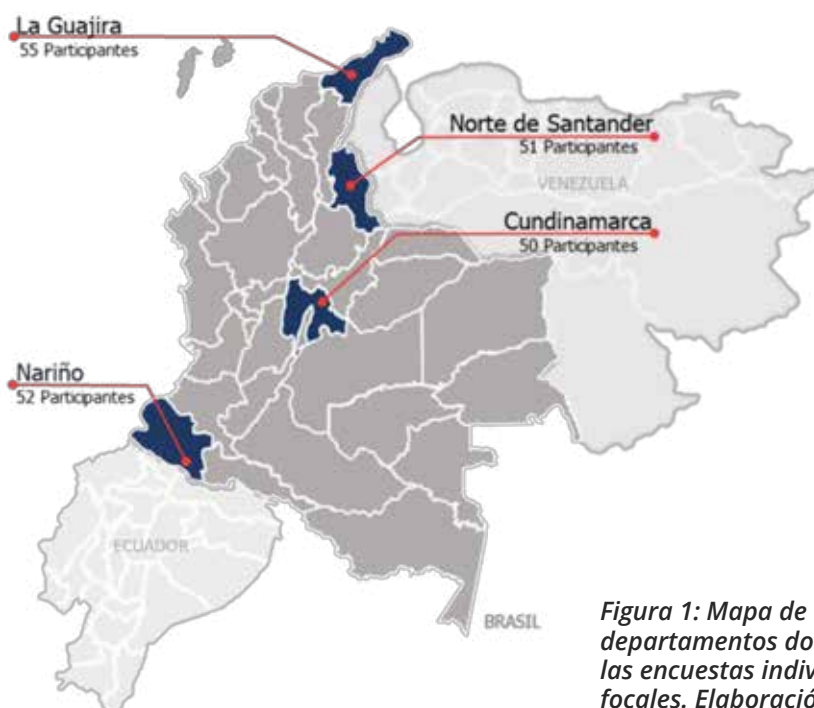 La Guajira
55 Participantes
Norte de Santander
51 Participantes
VENEZUELA
Cundinamarca
50 Participantes
Nariño
52 Participantes
ECUADOR
BRASIL
Figura 1: Mapa de
departamentos do
las encuestas indiv
focales. Elaboració